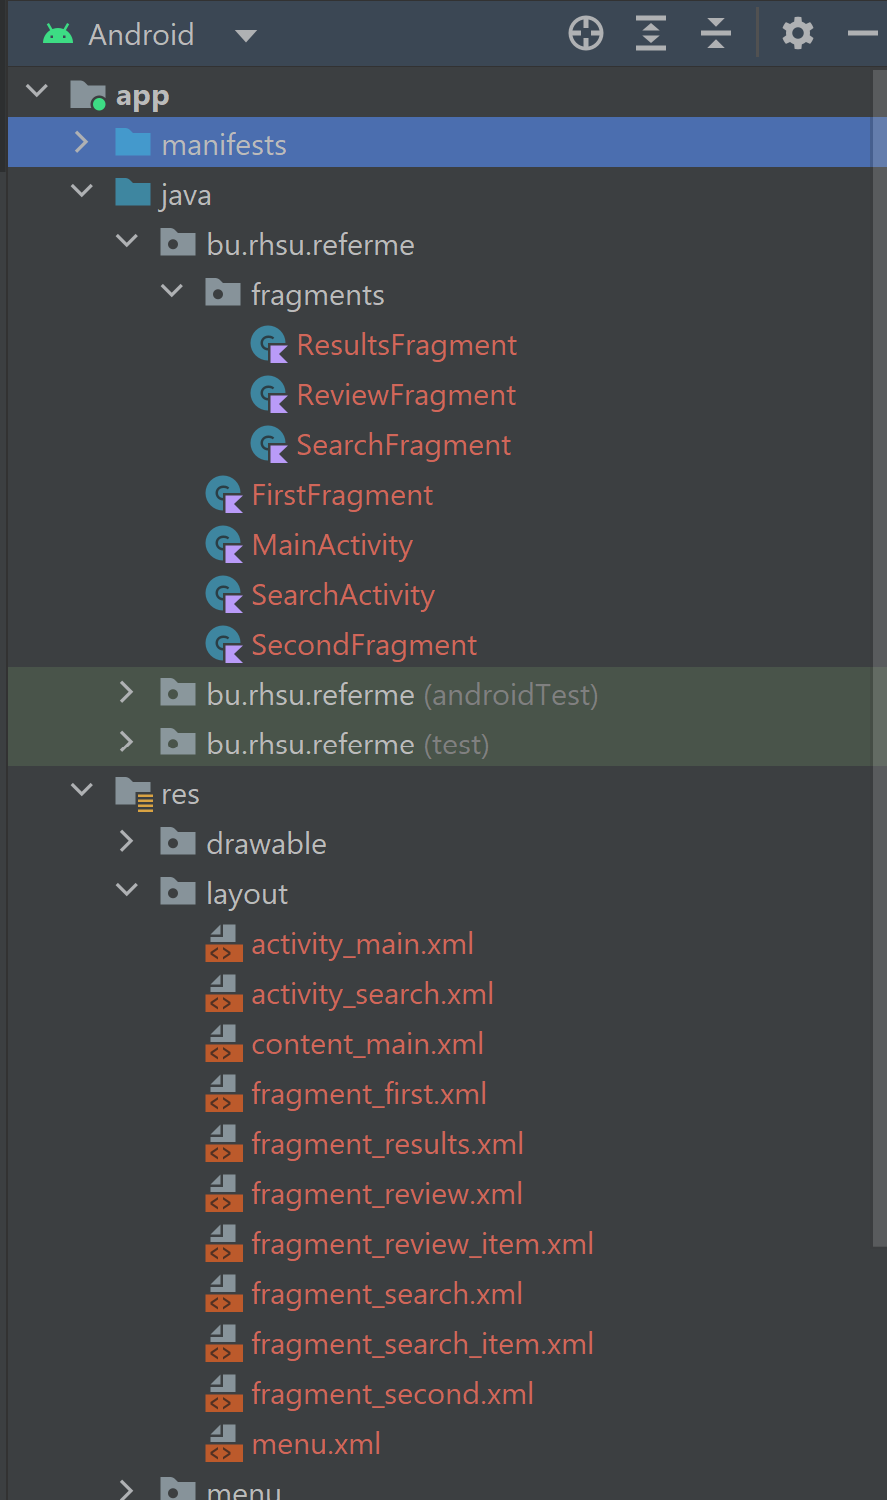 Android
app
manifests
java
bu.rhsu.referme
fragments
ResultsFragment
ReviewFragment
SearchFragment
FirstFragment
MainActivity
SearchActivity
SecondFragment
bu.rhsu.referme (androidTest)
bu.rhsu.referme (test)
res
drawable
layout
activity_main.xml
activity_search.xml
content_main.xml
fragment_first.xml
fragment_results.xml
fragment_review.xml
fragment_review_item.xml
fragment_search.xml
fragment_search_item.xml
fragment_second.xml
menu.xml
menu